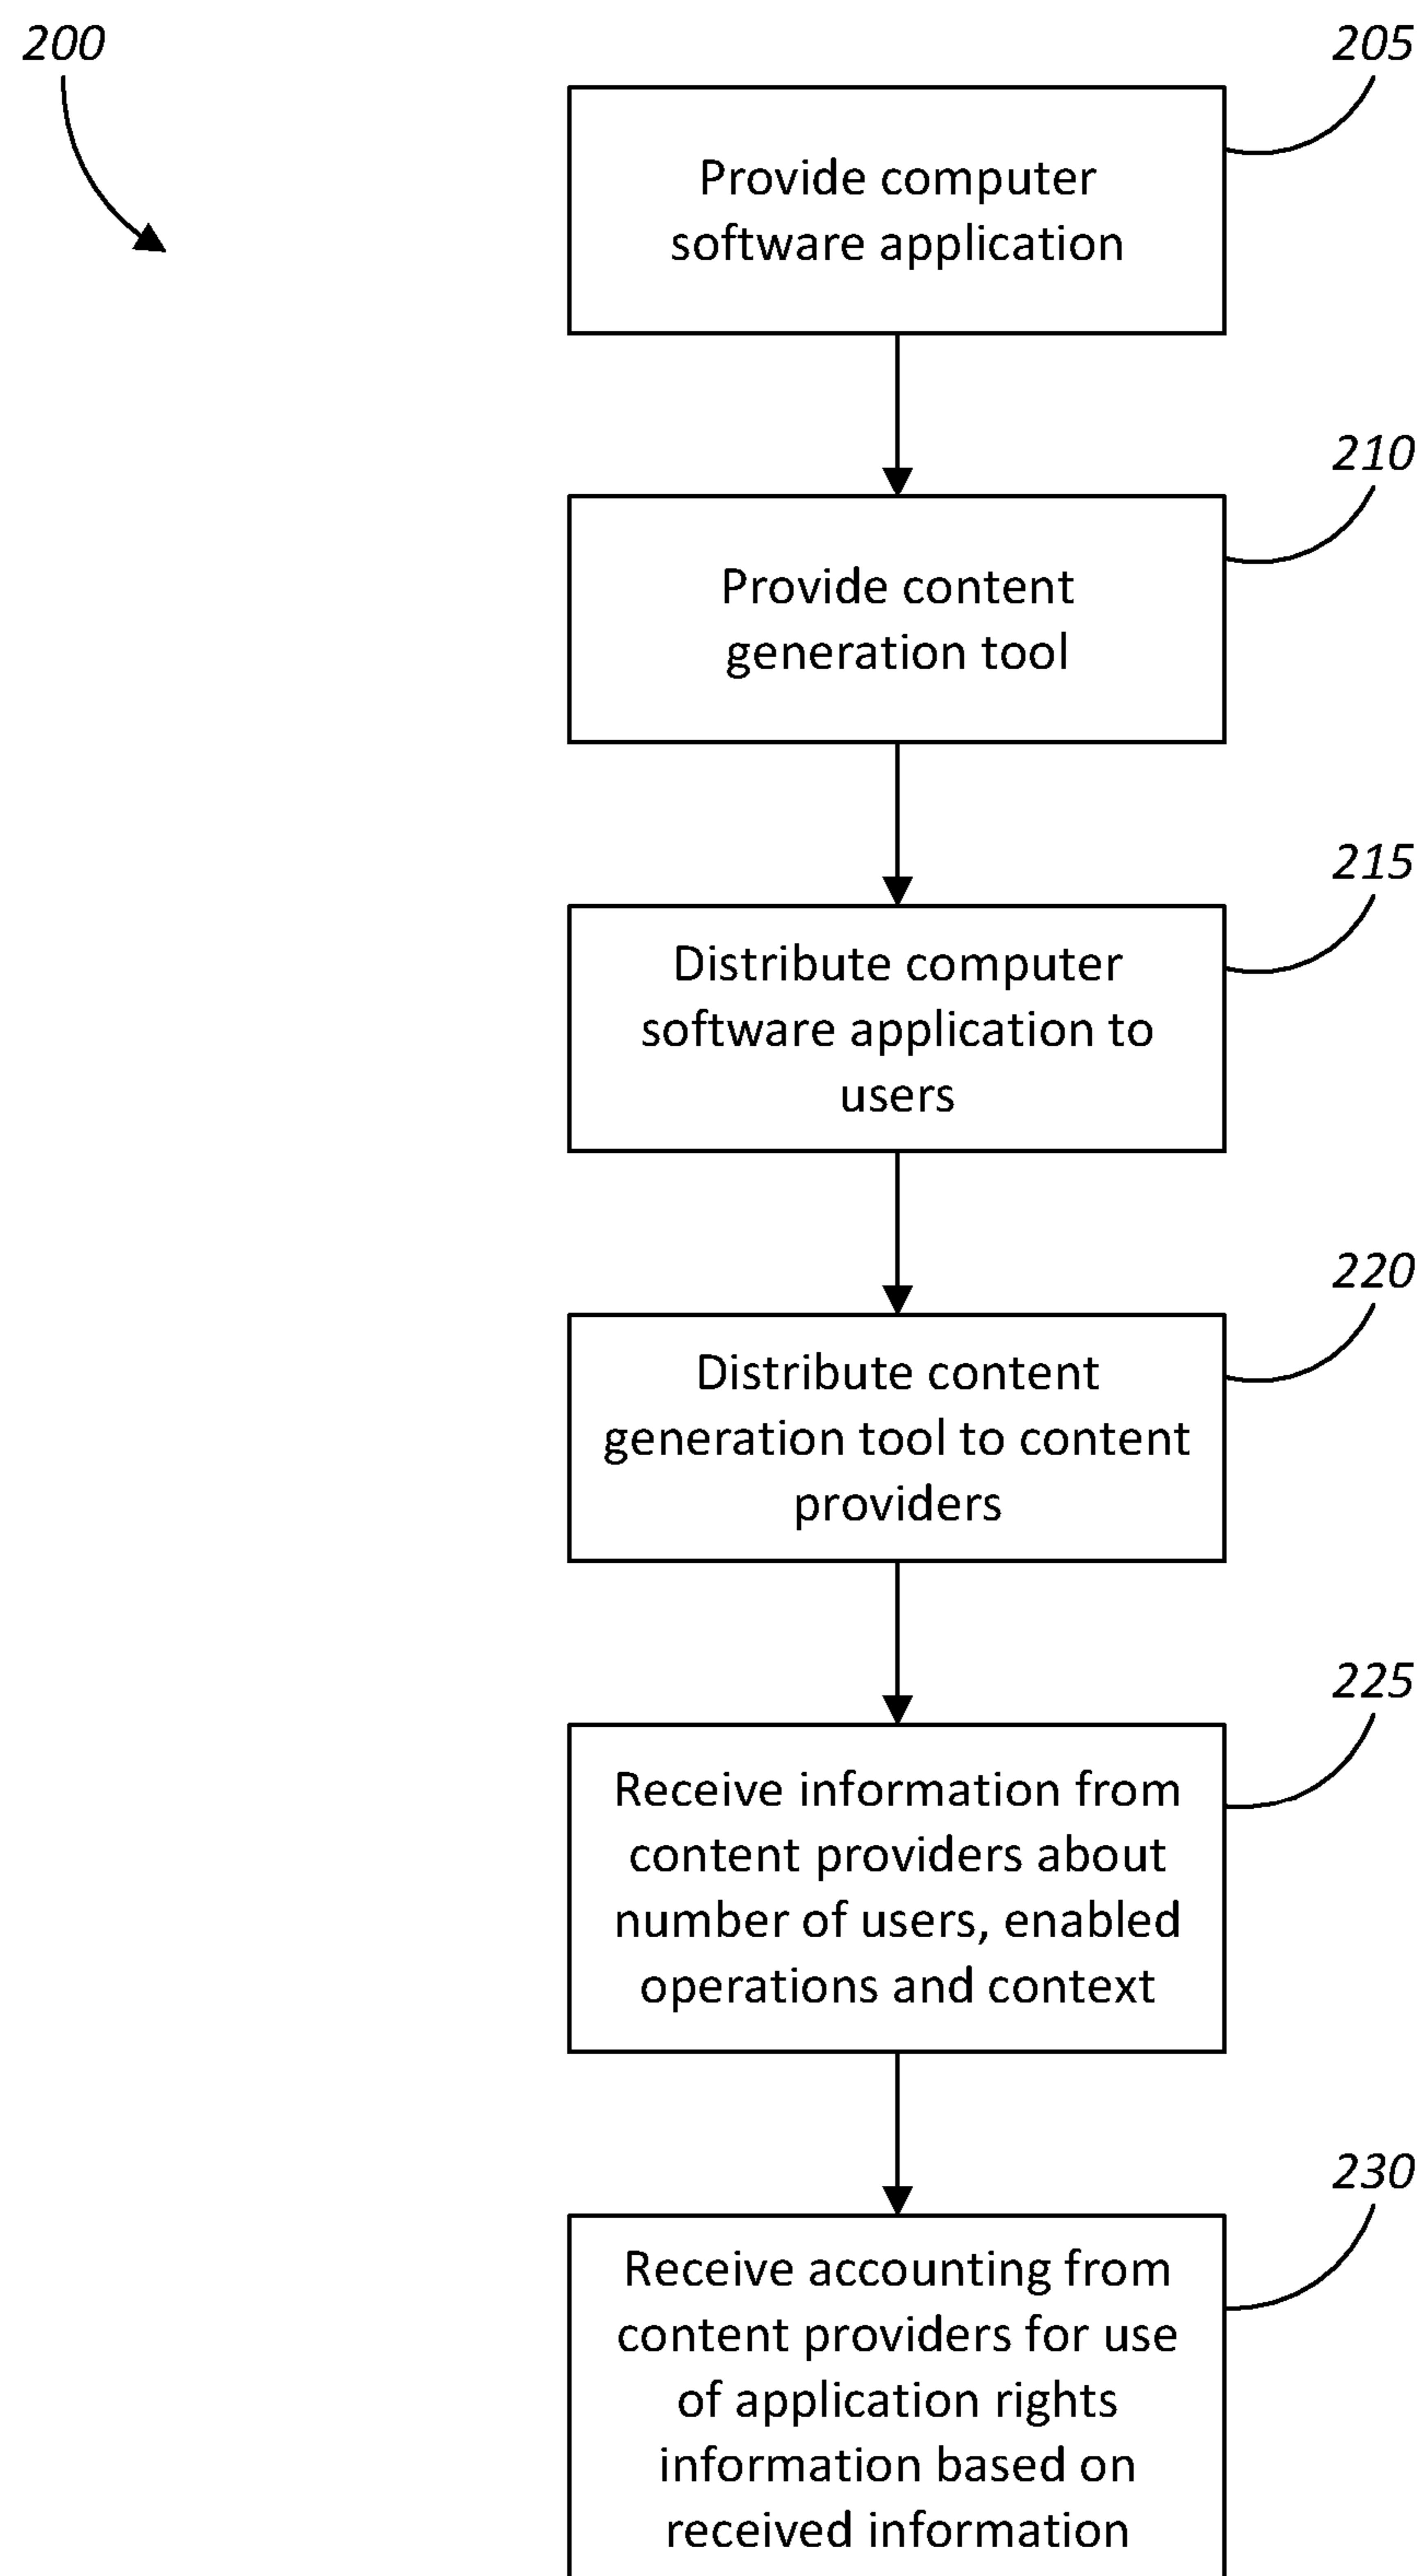 200
205
Provide computer
software application
210
Provide content
generation tool
215
Distribute computer
software application to
users
220
Distribute content
generation tool to content
providers
225
Receive information from
content providers about
number of users, enabled
operations and context
230
Receive accounting from
content providers for use
of application rights
information based on
received information